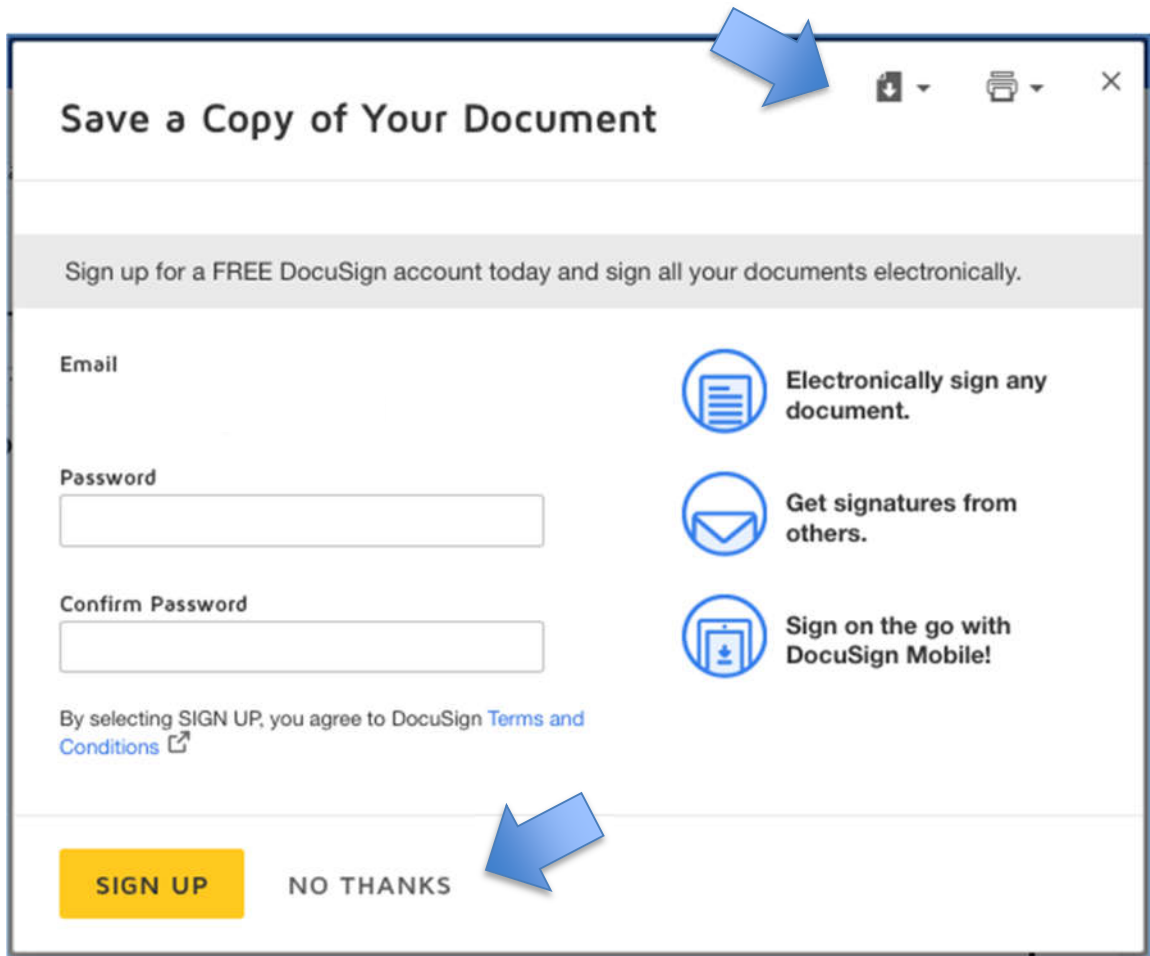 Save a Copy of Your Document
Sign up for a FREE DocuSign account today and sign all your documents electronically.
Email
Password
Confirm Password
By selecting SIGN UP, you agree to DocuSign Terms and
Conditions
Electronically sign any
document.
Get signatures from
others.
Sign on the go with
DocuSign Mobile!
SIGN UP
NO THANKS